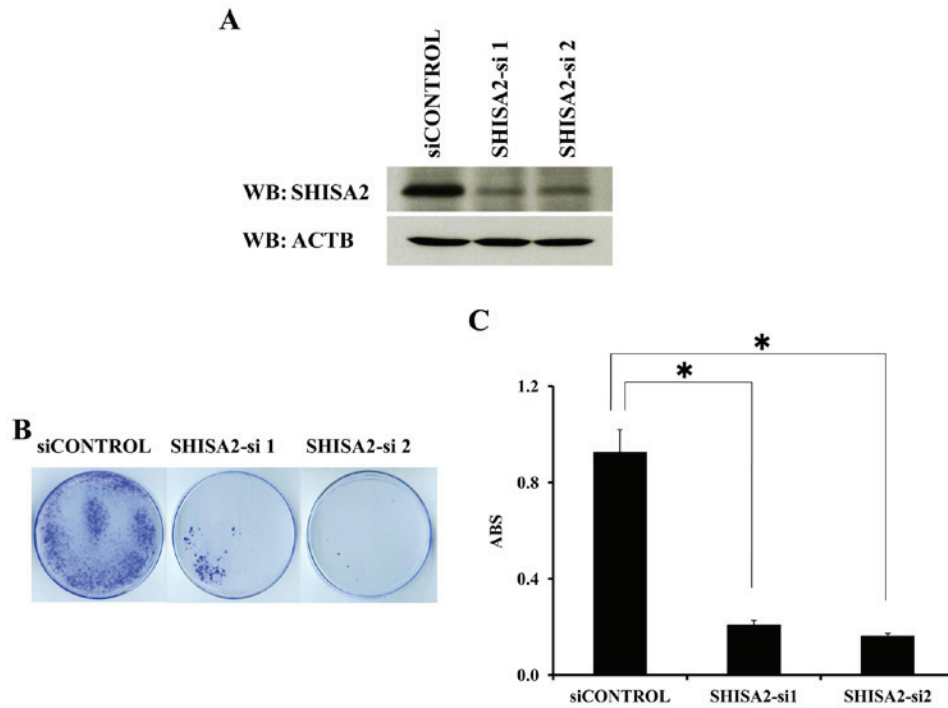 A
siCONTROL
SHISA2-si 1
SHISA2-si 2
WB: SHISA2
WB: ACTB
B
siCONTROL SHISA2-si 1 SHISA2-si 2
C
*
*
1.2
0.8
0.4
0.0
ABS
siCONTROL SHISA2-si1 SHISA2-si2